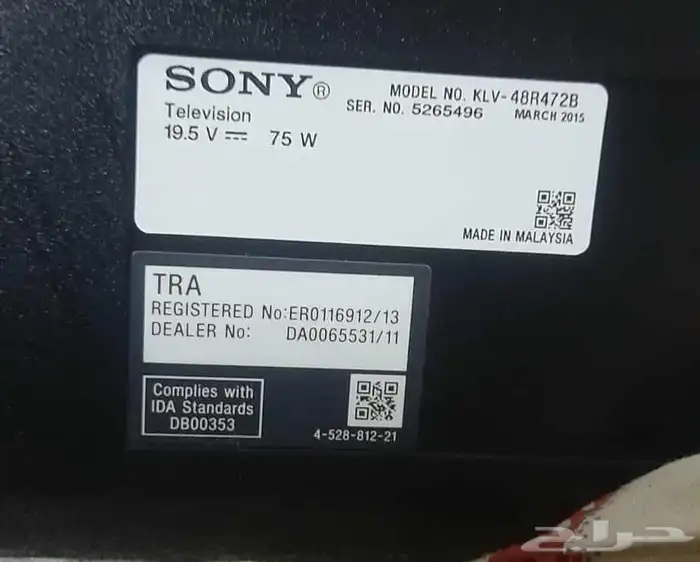 SONY®
MODEL NO. KLV-48R472B
Television
SER. NO. 5265496 MARCH 2015
19.5 V ⎓ 75 W
MADE IN MALAYSIA
TRA
REGISTERED No:ER0116912/13
DEALER No: DA0065531/11
Complies with
IDA Standards
DB00353
4-528-812-21
حراج